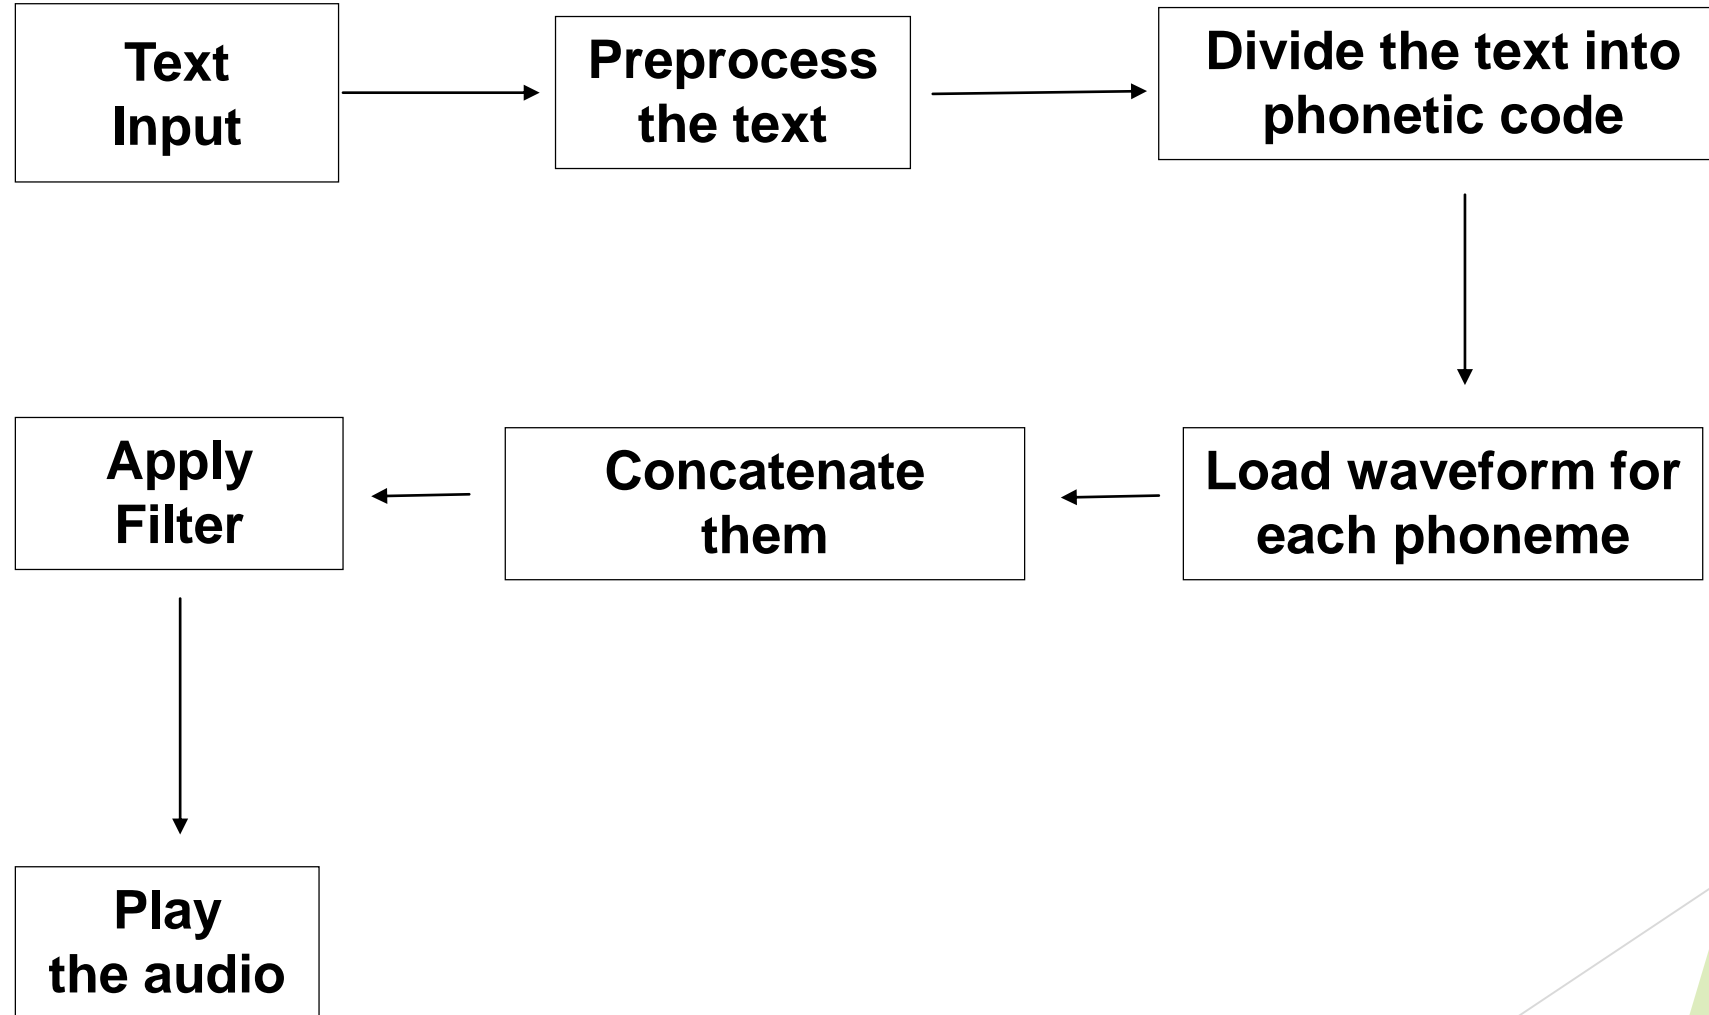 Text
Input
Preprocess
the text
Divide the text into
phonetic code
Load waveform for
each phoneme
Concatenate
them
Apply
Filter
Play
the audio